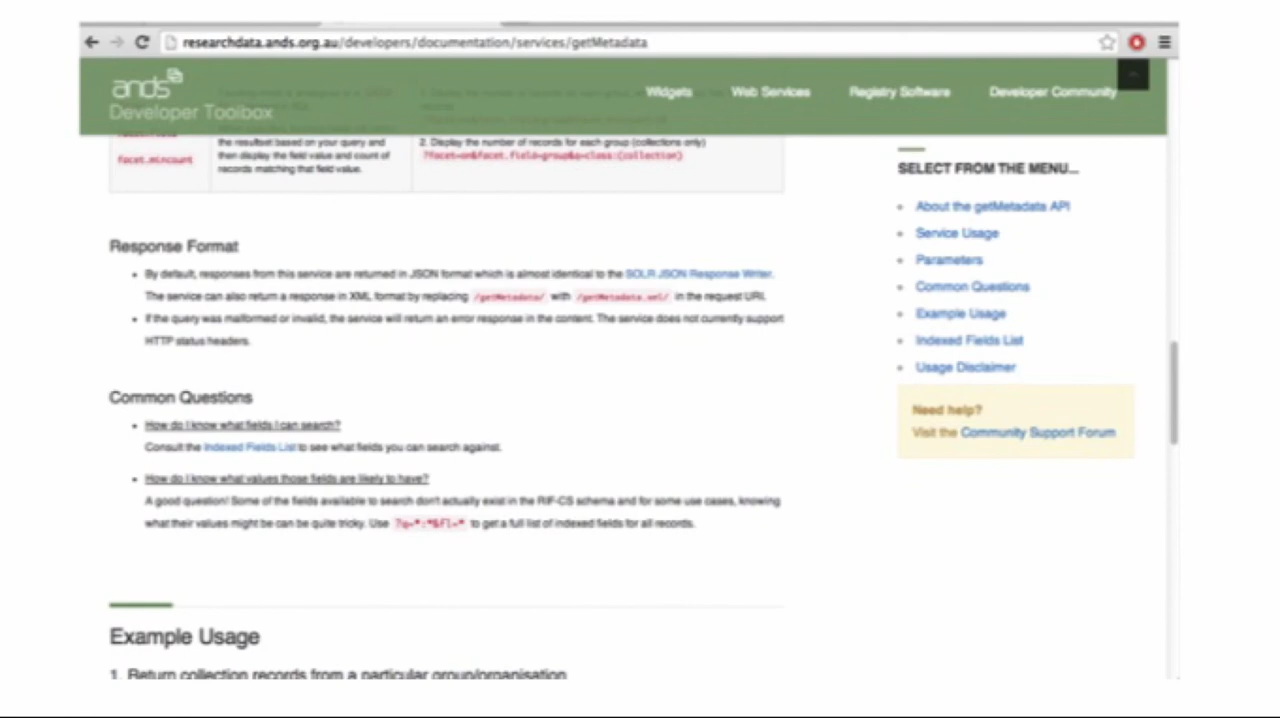 researchdata.ands.org.au/developers/documentation/services/getMetadata
ands
Developer Toolbox
Widgets
Web Services
Registry Software
Developer Community
the resultset based on your query and
then display the field value and count of
records matching that field value.
facet.mincount
2. Display the number of records for each group (collections only)
?facet=on&facet.field=group&q=class:(collection)
Response Format
• By default, responses from this service are returned in JSON format which is almost identical to the SOLR JSON Response Writer.
The service can also return a response in XML format by replacing /getMetadata/ with /getMetadata.xml/ in the request URI.
• If the query was malformed or invalid, the service will return an error response in the content. The service does not currently support
HTTP status headers.
Common Questions
• How do I know what fields I can search?
Consult the Indexed Fields List to see what fields you can search against.
• How do I know what values those fields are likely to have?
A good question! Some of the fields available to search don't actually exist in the RIF-CS schema and for some use cases, knowing
what their values might be can be quite tricky. Use ?q=*:*&fl=* to get a full list of indexed fields for all records.
Example Usage
1. Return collection records from a particular group/organisation
SELECT FROM THE MENU...
• About the getMetadata API
• Service Usage
• Parameters
• Common Questions
• Example Usage
• Indexed Fields List
• Usage Disclaimer
Need help?
Visit the Community Support Forum